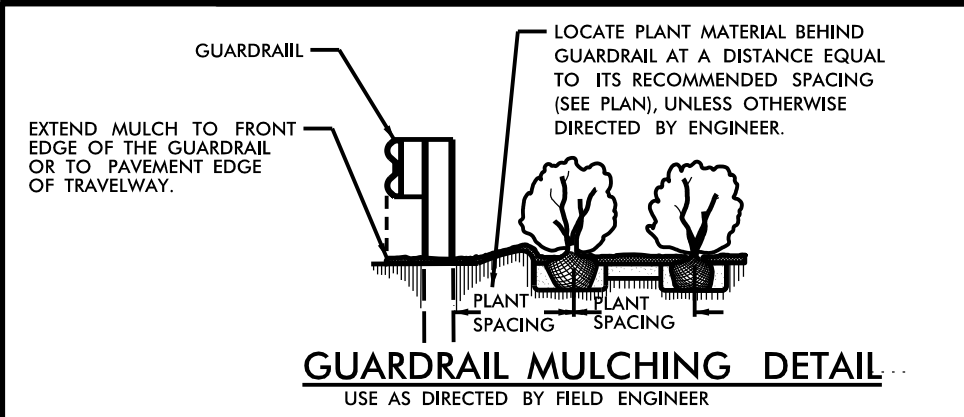 GUARDRAIIL
LOCATE PLANT MATERIAL BEHIND
GUARDRAIL AT A DISTANCE EQUAL
TO ITS RECOMMENDED SPACING
(SEE PLAN), UNLESS OTHERWISE
DIRECTED BY ENGINEER.
EXTEND MULCH TO FRONT
EDGE OF THE GUARDRAIL
OR TO PAVEMENT EDGE
OF TRAVELWAY.
PLANT
SPACING
PLANT
SPACING
GUARDRAIL MULCHING DETAIL
USE AS DIRECTED BY FIELD ENGINEER